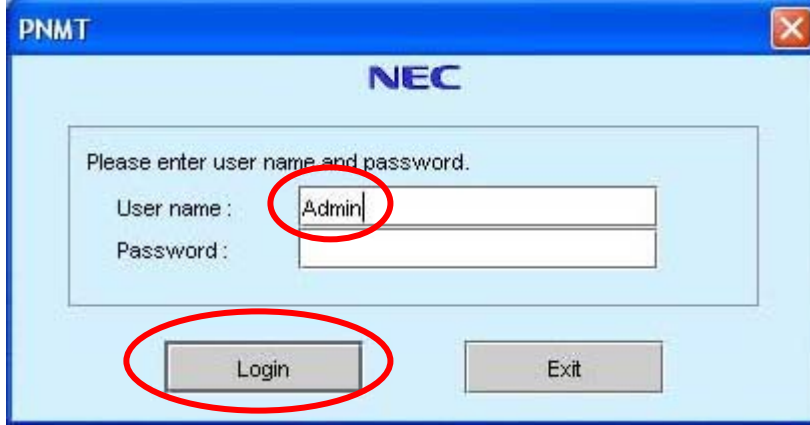 PNMT
NEC
Please enter user name and password.
User name : Admin
Password :
Login Exit